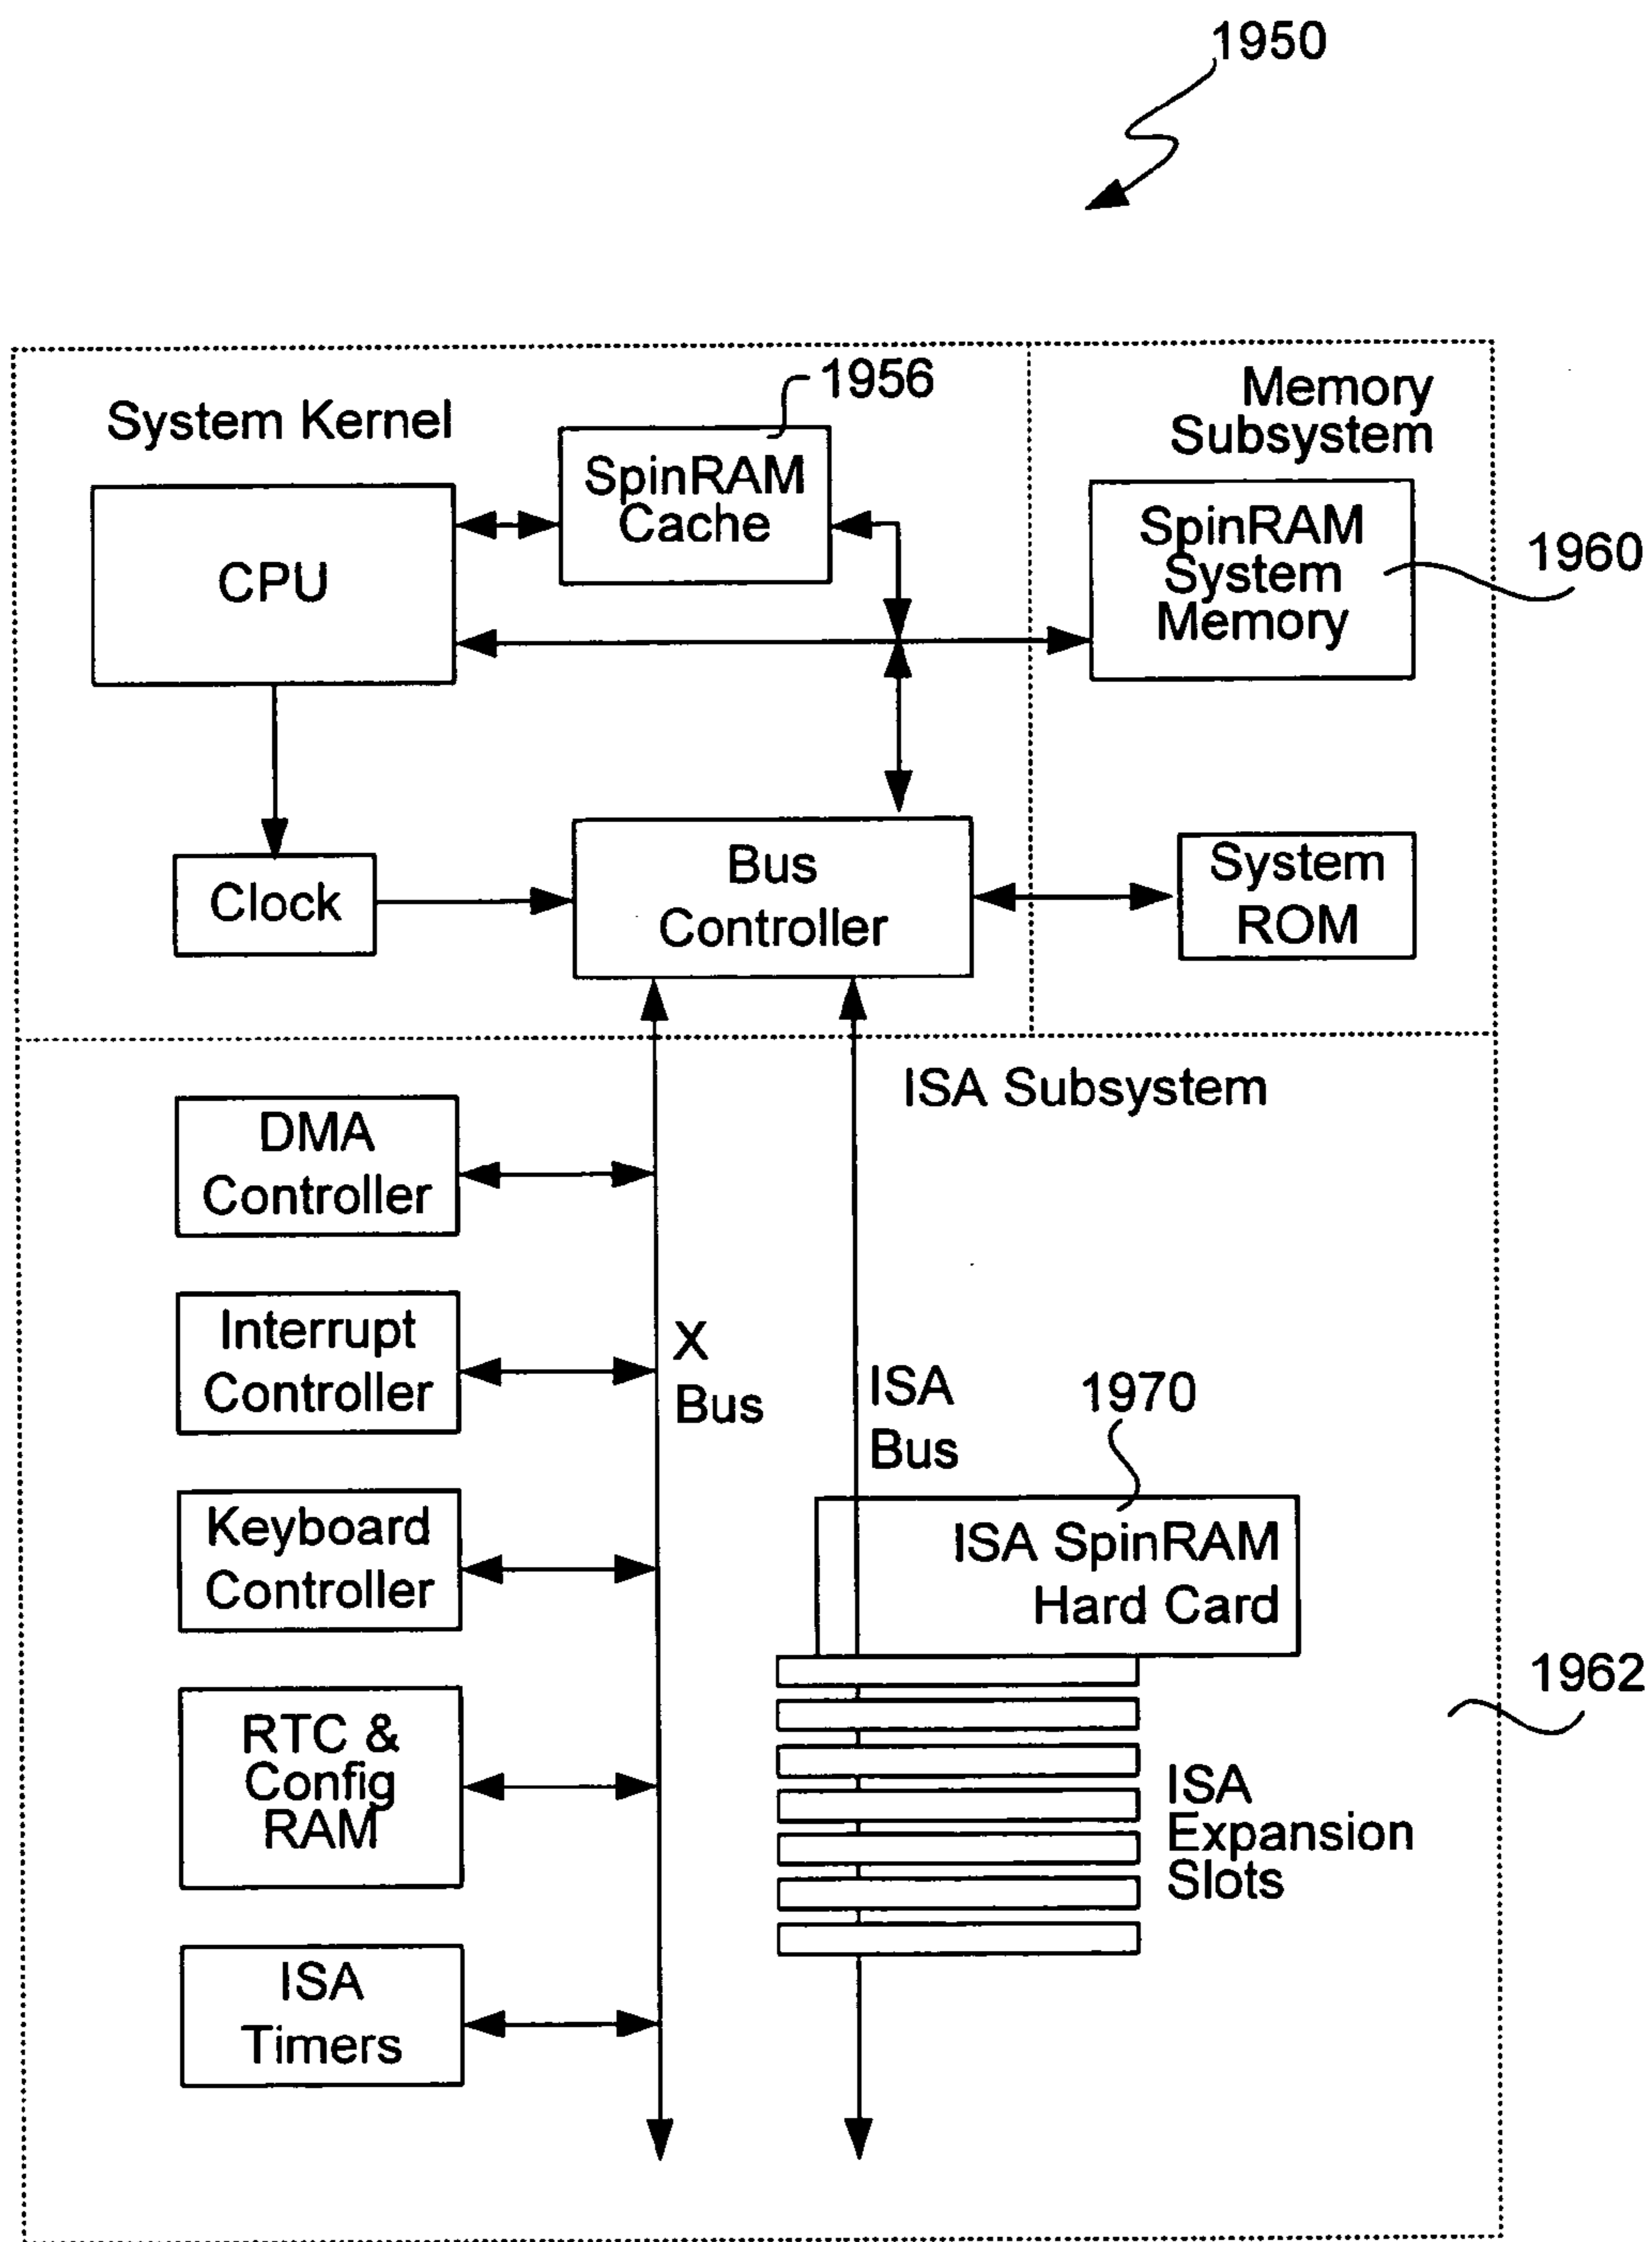 1950
1956
System Kernel
Memory
Subsystem
SpinRAM
Cache
CPU
SpinRAM
System
Memory
1960
Clock
Bus
Controller
System
ROM
ISA Subsystem
DMA
Controller
Interrupt
Controller
X
Bus
ISA
Bus
1970
Keyboard
Controller
ISA SpinRAM
Hard Card
1962
RTC &
Config
RAM
ISA
Expansion
Slots
ISA
Timers